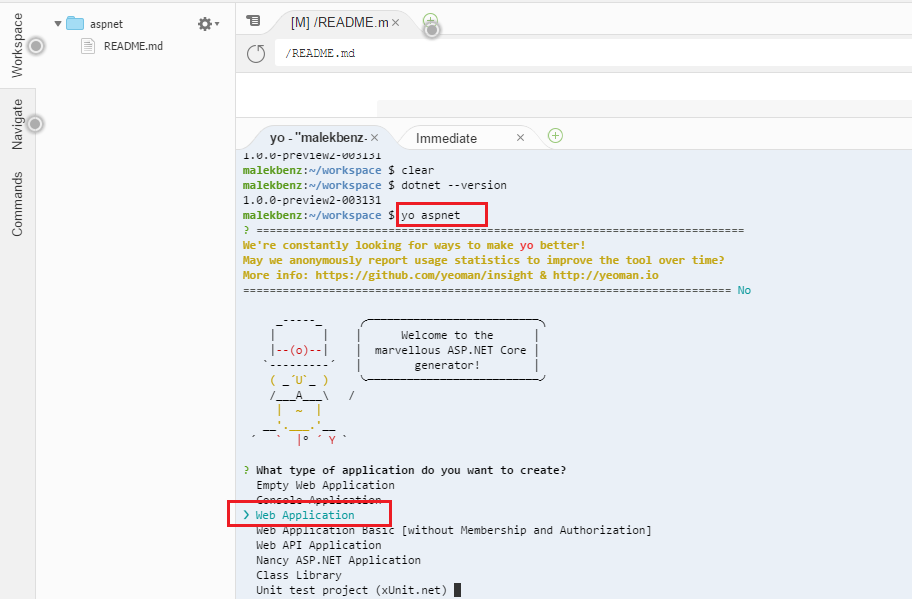 Workspace
Navigate
Commands
aspnet
README.md
[M] /README.m ×
/README.md
yo - "malekbenz- ×
Immediate ×
1.0.0-preview2-003131
malekbenz:~/workspace $ clear
malekbenz:~/workspace $ dotnet --version
1.0.0-preview2-003131
malekbenz:~/workspace $ yo aspnet
? ==========================================================================
We're constantly looking for ways to make yo better!
May we anonymously report usage statistics to improve the tool over time?
More info: https://github.com/yeoman/insight & http://yeoman.io
========================================================================== No
Welcome to the
|--(o)--| marvellous ASP.NET Core
generator!
( _´U`_ )
/___A___\ /
| ~ |
__'.___.'__
´ ` |° ´ Y `
? What type of application do you want to create?
Empty Web Application
Console Application
❯ Web Application
Web Application Basic [without Membership and Authorization]
Web API Application
Nancy ASP.NET Application
Class Library
Unit test project (xUnit.net)